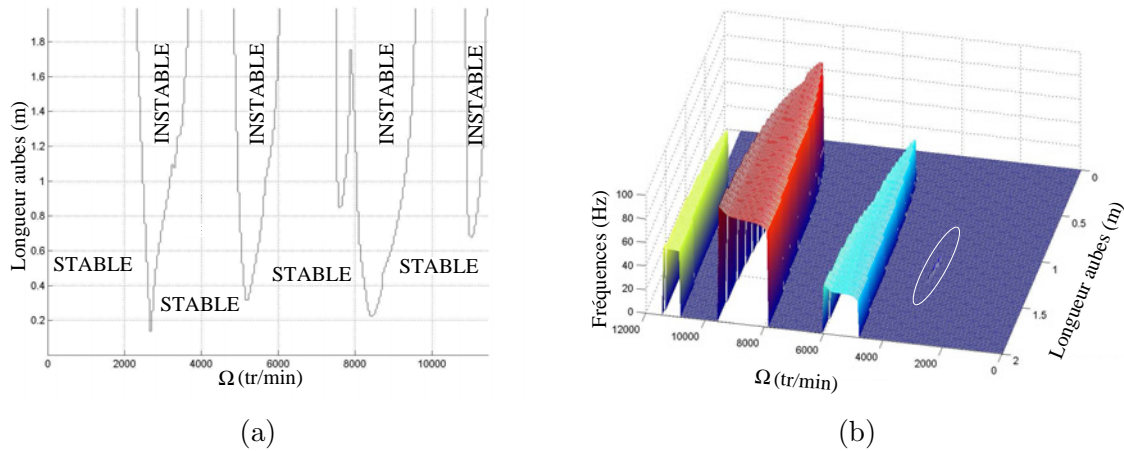 1.8
1.6
1.4
1.2
1
0.8
0.6
0.4
0.2
Longueur aubes (m)
INSTABLE
INSTABLE
INSTABLE
INSTABLE
STABLE
STABLE
STABLE
STABLE
0 2000 4000 6000 8000 10000
Ω (tr/min)
(a)
100
80
60
40
20
0
Fréquences (Hz)
12000 10000 8000 6000 4000 2000 0
Ω (tr/min)
0
0.5
1
1.5
2
Longueur aubes (m)
(b)